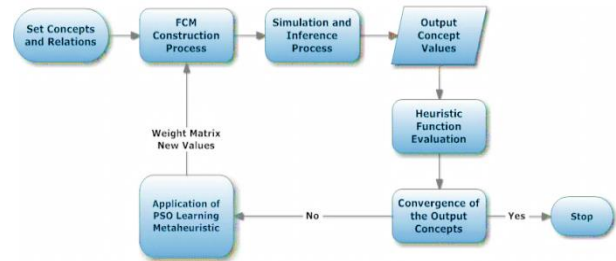 Set Concepts
and Relations
FCM
Construction
Process
Simulation and
Inference
Process
Output
Concept
Values
Heuristic
Function
Evaluation
Convergence of
the Output
Concepts
Yes
Stop
No
Application of
PSO Learning
Metaheuristic
Weight Matrix
New Values